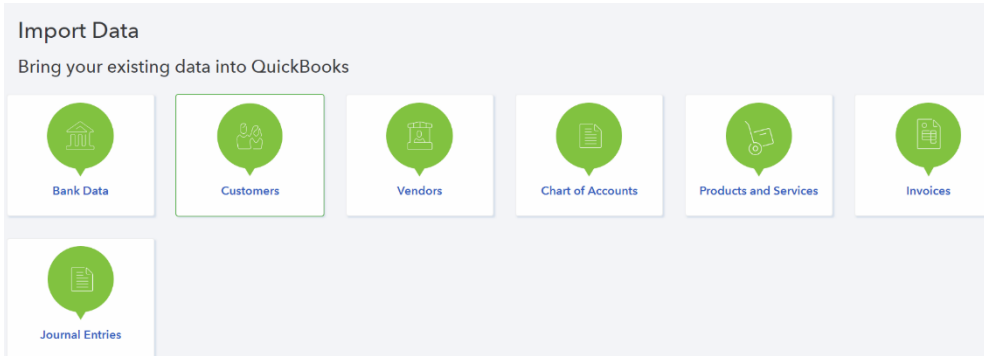 Import Data
Bring your existing data into QuickBooks
Bank Data
Customers
Vendors
Chart of Accounts
Products and Services
Invoices
Journal Entries